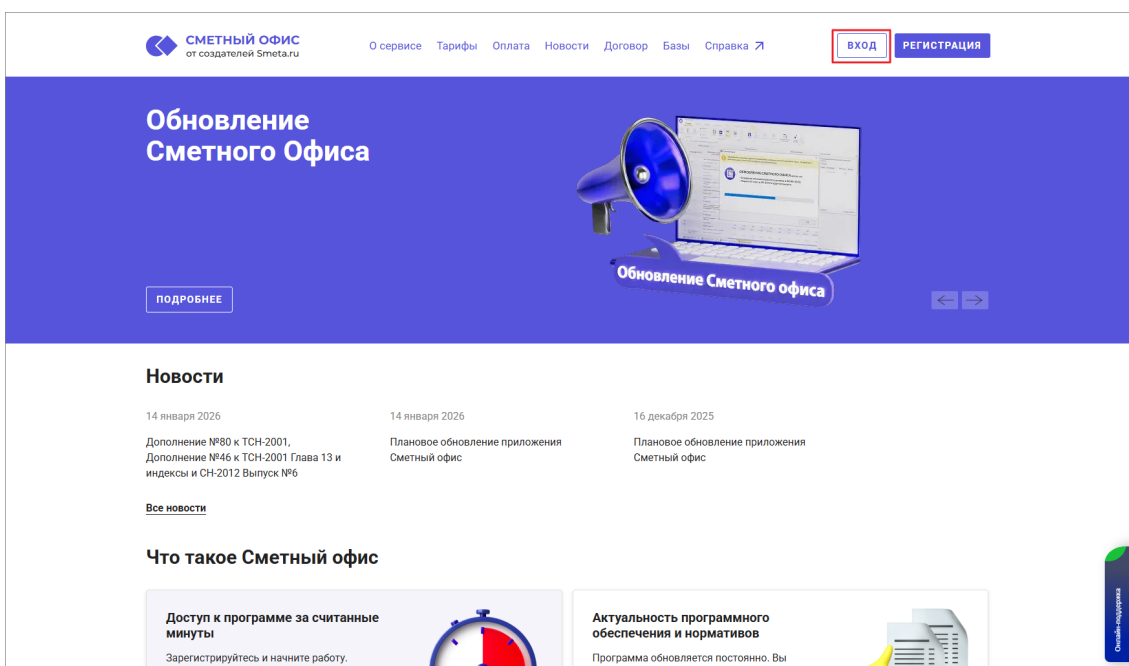 СМЕТНЫЙ ОФИС
от создателей Smeta.ru
О сервисе Тарифы Оплата Новости Договор Базы Справка
ВХОД
РЕГИСТРАЦИЯ
Обновление
Сметного Офиса
Обновление Сметного офиса
ПОДРОБНЕЕ
Новости
14 января 2026
Дополнение №80 к ТСН-2001,
Дополнение №46 к ТСН-2001 Глава 13 и
индексы и СН-2012 Выпуск №6
14 января 2026
Плановое обновление приложения
Сметный офис
16 декабря 2025
Плановое обновление приложения
Сметный офис
Все новости
Что такое Сметный офис
Доступ к программе за считанные
минуты
Зарегистрируйтесь и начните работу.
Актуальность программного
обеспечения и нормативов
Программа обновляется постоянно. Вы
Онлайн-поддержка